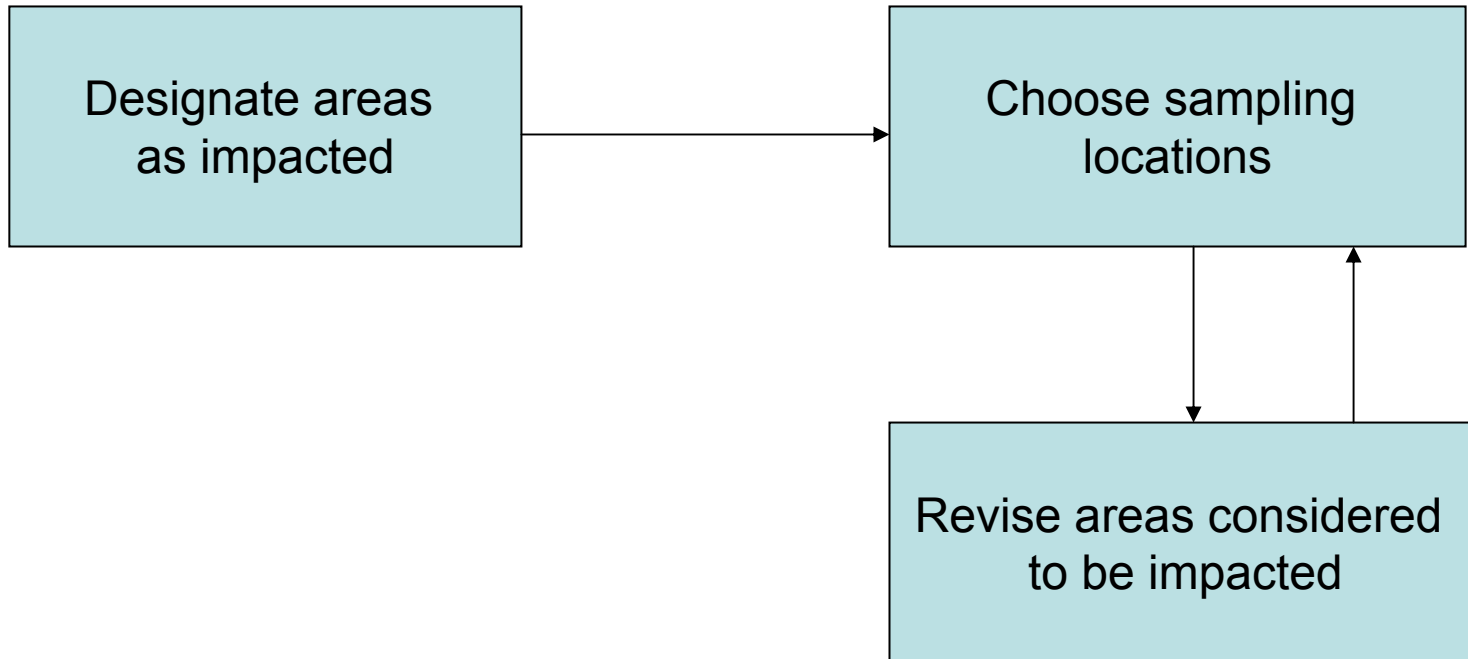 Designate areas
as impacted
Choose sampling
locations
Revise areas considered
to be impacted